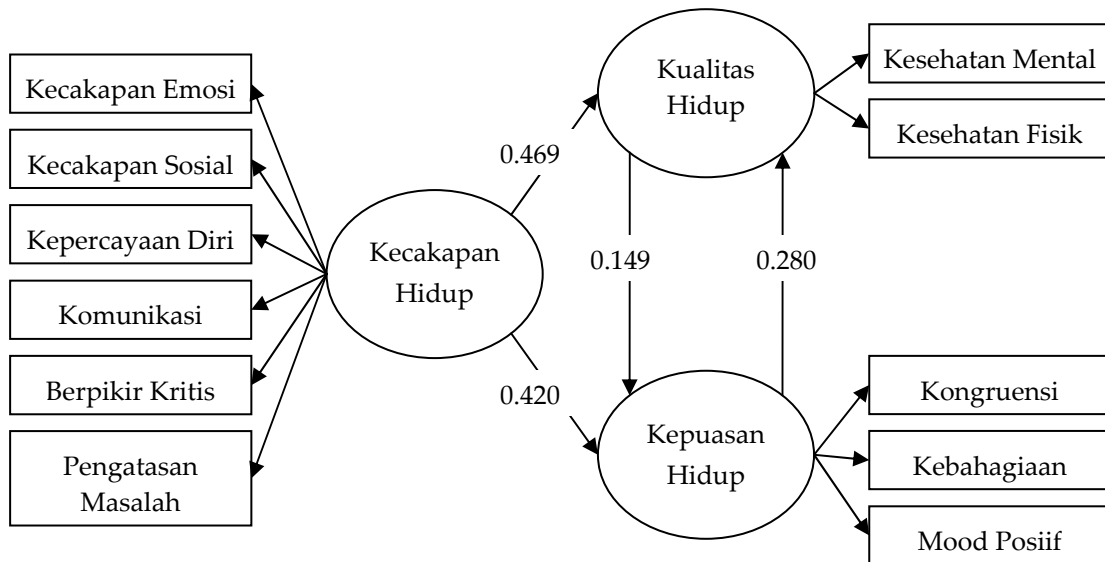 Kecakapan Emosi
Kecakapan Sosial
Kepercayaan Diri
Komunikasi
Berpikir Kritis
Pengatasan
Masalah
Kecakapan
Hidup
0.469
0.420
Kualitas
Hidup
0.149
0.280
Kepuasan
Hidup
Kesehatan Mental
Kesehatan Fisik
Kongruensi
Kebahagiaan
Mood Posiif